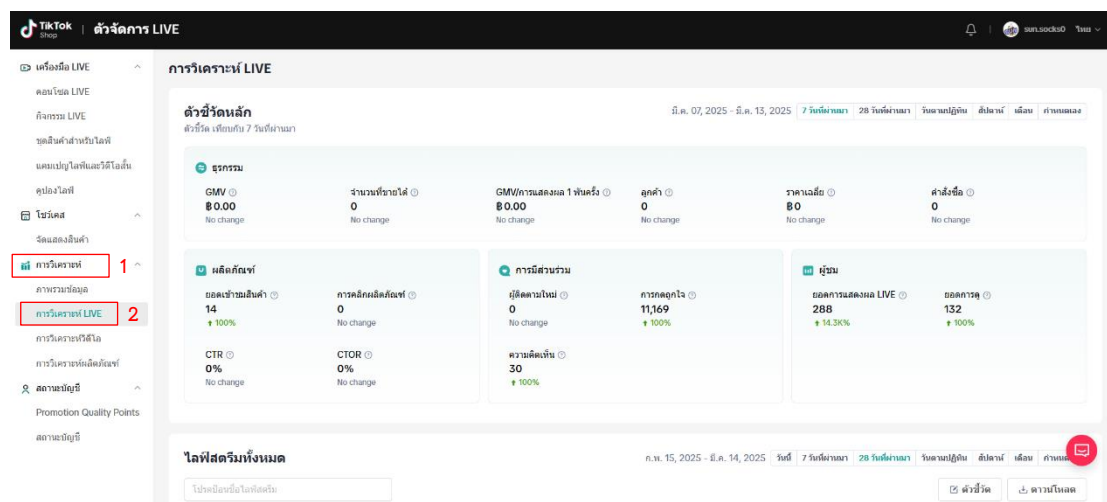 TikTok Shop | ตัวจัดการ LIVE
sun.socks0 ไทย
เครื่องมือ LIVE
คอนโซล LIVE
กิจกรรม LIVE
ชุดสินค้าสำหรับไลฟ์
แคมเปญไลฟ์และวิดีโอสั้น
คูปองไลฟ์
โชว์เคส
จัดแสดงสินค้า
การวิเคราะห์ 1
ภาพรวมข้อมูล
การวิเคราะห์ LIVE 2
การวิเคราะห์วิดีโอ
การวิเคราะห์ผลิตภัณฑ์
สถานะบัญชี
Promotion Quality Points
สถานะบัญชี
การวิเคราะห์ LIVE
ตัวชี้วัดหลัก
มี.ค. 07, 2025 - มี.ค. 13, 2025 7 วันที่ผ่านมา 28 วันที่ผ่านมา วันตามปฏิทิน สัปดาห์ เดือน กำหนดเอง
ตัวชี้วัด เทียบกับ 7 วันที่ผ่านมา
ธุรกรรม
GMV จำนวนที่ขายได้ GMV/การแสดงผล 1 พันครั้ง ลูกค้า ราคาเฉลี่ย คำสั่งซื้อ
฿0.00 0 ฿0.00 0 ฿0 0
No change No change No change No change No change No change
ผลิตภัณฑ์
ยอดเข้าชมสินค้า การคลิกผลิตภัณฑ์
14 0
100% No change
CTR CTOR
0% 0%
No change No change
การมีส่วนร่วม
ผู้ติดตามใหม่ การกดถูกใจ
0 11,169
No change 100%
ความคิดเห็น
30
100%
ผู้ชม
ยอดการแสดงผล LIVE ยอดการดู
288 132
14.3K% 100%
ไลฟ์สตรีมทั้งหมด
ก.พ. 15, 2025 - มี.ค. 14, 2025 วันนี้ 7 วันที่ผ่านมา 28 วันที่ผ่านมา วันตามปฏิทิน สัปดาห์ เดือน
โปรดป้อนชื่อไลฟ์สตรีม
ตัวชี้วัด ดาวน์โหลด